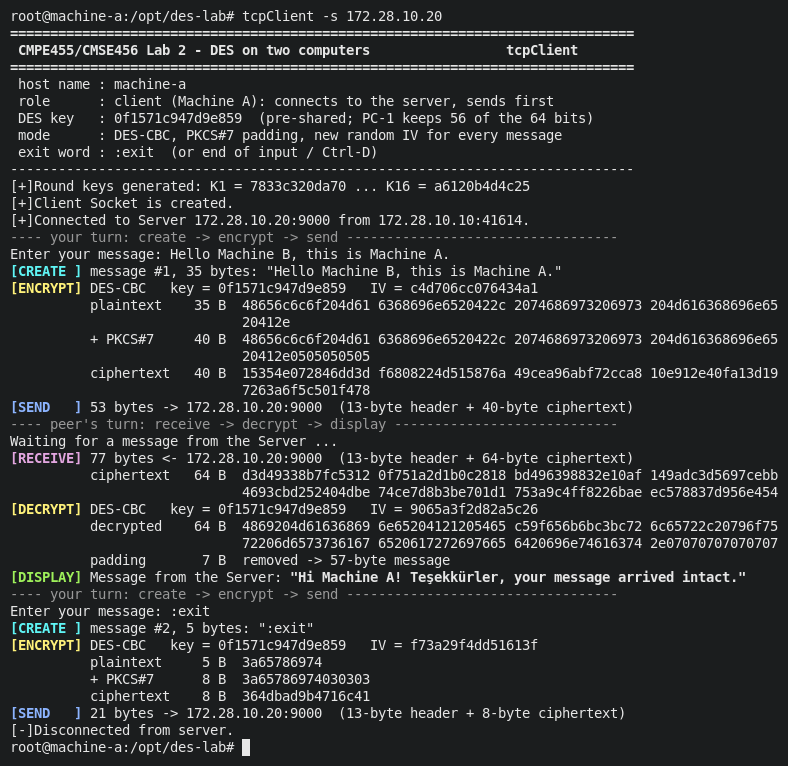 root@machine-a:/opt/des-lab# tcpClient -s 172.28.10.20
==============================================================================
 CMPE455/CMSE456 Lab 2 - DES on two computers                 tcpClient
==============================================================================
 host name : machine-a
 role      : client (Machine A): connects to the server, sends first
 DES key   : 0f1571c947d9e859  (pre-shared; PC-1 keeps 56 of the 64 bits)
 mode      : DES-CBC, PKCS#7 padding, new random IV for every message
 exit word : :exit  (or end of input / Ctrl-D)
------------------------------------------------------------------------------
[+]Round keys generated: K1 = 7833c320da70 ... K16 = a6120b4d4c25
[+]Client Socket is created.
[+]Connected to Server 172.28.10.20:9000 from 172.28.10.10:41614.
---- your turn: create -> encrypt -> send ----------------------------------
Enter your message: Hello Machine B, this is Machine A.
[CREATE ] message #1, 35 bytes: "Hello Machine B, this is Machine A."
[ENCRYPT] DES-CBC   key = 0f1571c947d9e859   IV = c4d706cc076434a1
          plaintext    35 B  48656c6c6f204d61 6368696e6520422c 2074686973206973 204d616368696e65
                             20412e
          + PKCS#7     40 B  48656c6c6f204d61 6368696e6520422c 2074686973206973 204d616368696e65
                             20412e0505050505
          ciphertext   40 B  15354e072846dd3d f6808224d515876a 49cea96abf72cca8 10e912e40fa13d19
                             7263a6f5c501f478
[SEND   ] 53 bytes -> 172.28.10.20:9000  (13-byte header + 40-byte ciphertext)
---- peer's turn: receive -> decrypt -> display ----------------------------
Waiting for a message from the Server ...
[RECEIVE] 77 bytes <- 172.28.10.20:9000  (13-byte header + 64-byte ciphertext)
          ciphertext   64 B  d3d49338b7fc5312 0f751a2d1b0c2818 bd496398832e10af 149adc3d5697cebb
                             4693cbd252404dbe 74ce7d8b3be701d1 753a9c4ff8226bae ec578837d956e454
[DECRYPT] DES-CBC   key = 0f1571c947d9e859   IV = 9065a3f2d82a5c26
          decrypted    64 B  4869204d61636869 6e65204121205465 c59f656b6bc3bc72 6c65722c20796f75
                             72206d6573736167 6520617272697665 6420696e74616374 2e07070707070707
          padding       7 B  removed -> 57-byte message
[DISPLAY] Message from the Server: "Hi Machine A! Teşekkürler, your message arrived intact."
---- your turn: create -> encrypt -> send ----------------------------------
Enter your message: :exit
[CREATE ] message #2, 5 bytes: ":exit"
[ENCRYPT] DES-CBC   key = 0f1571c947d9e859   IV = f73a29f4dd51613f
          plaintext     5 B  3a65786974
          + PKCS#7      8 B  3a65786974030303
          ciphertext    8 B  364dbad9b4716c41
[SEND   ] 21 bytes -> 172.28.10.20:9000  (13-byte header + 8-byte ciphertext)
[-]Disconnected from server.
root@machine-a:/opt/des-lab#